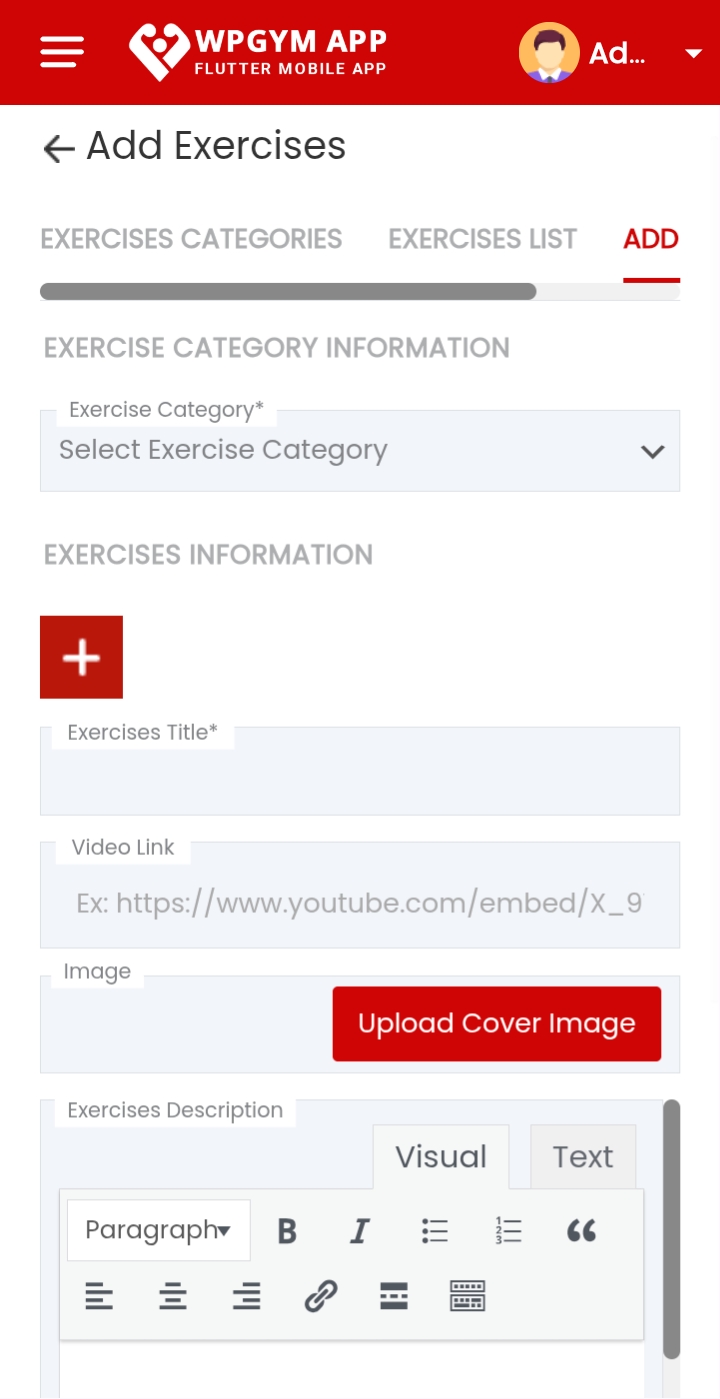 WPGYM APP
FLUTTER MOBILE APP
Ad...
Add Exercises
EXERCISES CATEGORIES EXERCISES LIST ADD
EXERCISE CATEGORY INFORMATION
Exercise Category*
Select Exercise Category
EXERCISES INFORMATION
Exercises Title*
Video Link
Ex: https://www.youtube.com/embed/X_9
Image
Upload Cover Image
Exercises Description
Visual Text
Paragraph